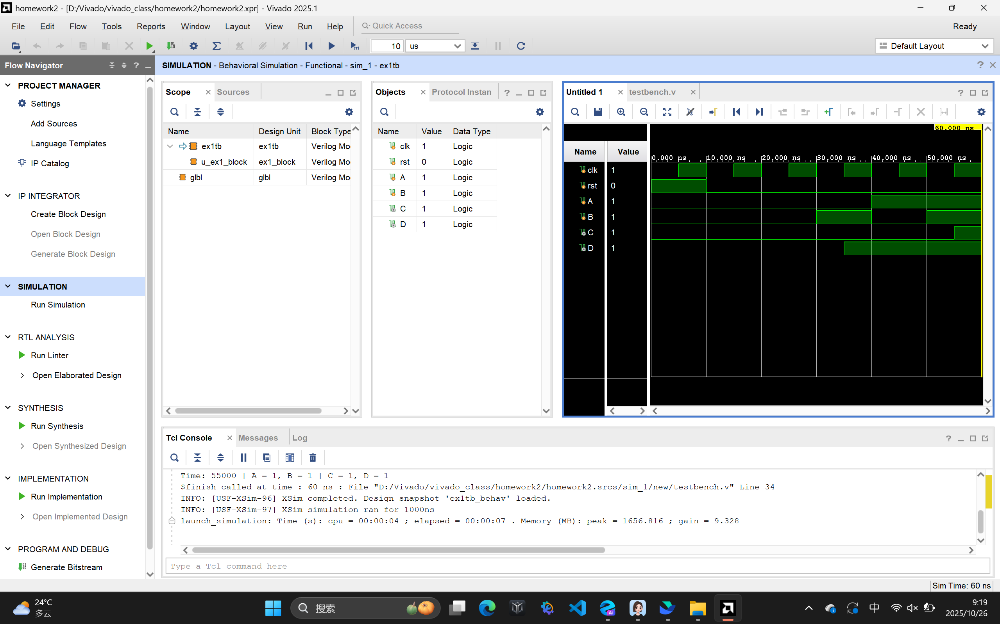 homework2 - [D:/Vivado/vivado_class/homework2/homework2.xpr] - Vivado 2025.1
File Edit Flow Tools Reports Window Layout View Run Help Quick Access Ready
10 us Default Layout
Flow Navigator
PROJECT MANAGER
Settings
Add Sources
Language Templates
IP Catalog
IP INTEGRATOR
Create Block Design
Open Block Design
Generate Block Design
SIMULATION
Run Simulation
RTL ANALYSIS
Run Linter
Open Elaborated Design
SYNTHESIS
Run Synthesis
Open Synthesized Design
IMPLEMENTATION
Run Implementation
Open Implemented Design
PROGRAM AND DEBUG
Generate Bitstream
SIMULATION - Behavioral Simulation - Functional - sim_1 - ex1tb
Scope Sources
Name Design Unit Block Type
ex1tb ex1tb Verilog Mo
u_ex1_block ex1_block Verilog Mo
glbl glbl Verilog Mo
Objects Protocol Instan
Name Value Data Type
clk 1 Logic
rst 0 Logic
A 1 Logic
B 1 Logic
C 1 Logic
D 1 Logic
Untitled 1 testbench.v
60.000 ns
Name Value
0.000 ns 10.000 ns 20.000 ns 30.000 ns 40.000 ns 50.000 ns
clk 1
rst 0
A 1
B 1
C 1
D 1
Tcl Console Messages Log
Time: 55000 | A = 1, B = 1 | C = 1, D = 1
$finish called at time : 60 ns : File "D:/Vivado/vivado_class/homework2/homework2.srcs/sim_1/new/testbench.v" Line 34
INFO: [USF-XSim-96] XSim completed. Design snapshot 'ex1tb_behav' loaded.
INFO: [USF-XSim-97] XSim simulation ran for 1000ns
launch_simulation: Time (s): cpu = 00:00:04 ; elapsed = 00:00:07 . Memory (MB): peak = 1656.816 ; gain = 9.328
Type a Tcl command here
Sim Time: 60 ns
24°C
多云
搜索
中
9:19
2025/10/26